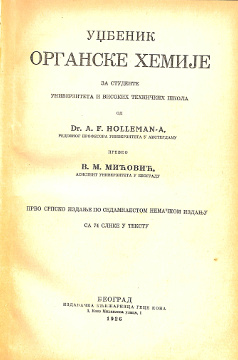 УЏБЕНИК
ОРГАНСКЕ ХЕМИЈЕ
ЗА СТУДЕНТЕ
УНИВЕРЗИТЕТА И ВИСОКИХ ТЕХНИЧКИХ ШКОЛА
ОД
Dr. A. F. HOLLEMAN-A,
РЕДОВНОГ ПРОФЕСОРА УНИВЕРЗИТЕТА У АМСТЕРДАМУ
ПРЕВЕО
В. М. МИЋОВИЋ,
АСИСТЕНТ УНИВЕРЗИТЕТА У БЕОГРАДУ
ПРВО СРПСКО ИЗДАЊЕ ПО СЕДАМНАЕСТОМ НЕМАЧКОМ ИЗДАЊУ
СА 74 СЛИКЕ У ТЕКСТУ
БЕОГРАД
ИЗДАВАЧКА КЊИЖАРНИЦА ГЕЦЕ КОНА
1926